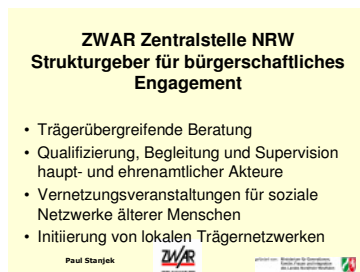 ZWAR Zentralstelle NRW
Strukturgeber für bürgerschaftliches
Engagement
• Trägerübergreifende Beratung
• Qualifizierung, Begleitung und Supervision
haupt- und ehrenamtlicher Akteure
• Vernetzungsveranstaltungen für soziale
Netzwerke älterer Menschen
• Initiierung von lokalen Trägernetzwerken
Paul Stanjek
ZWAR